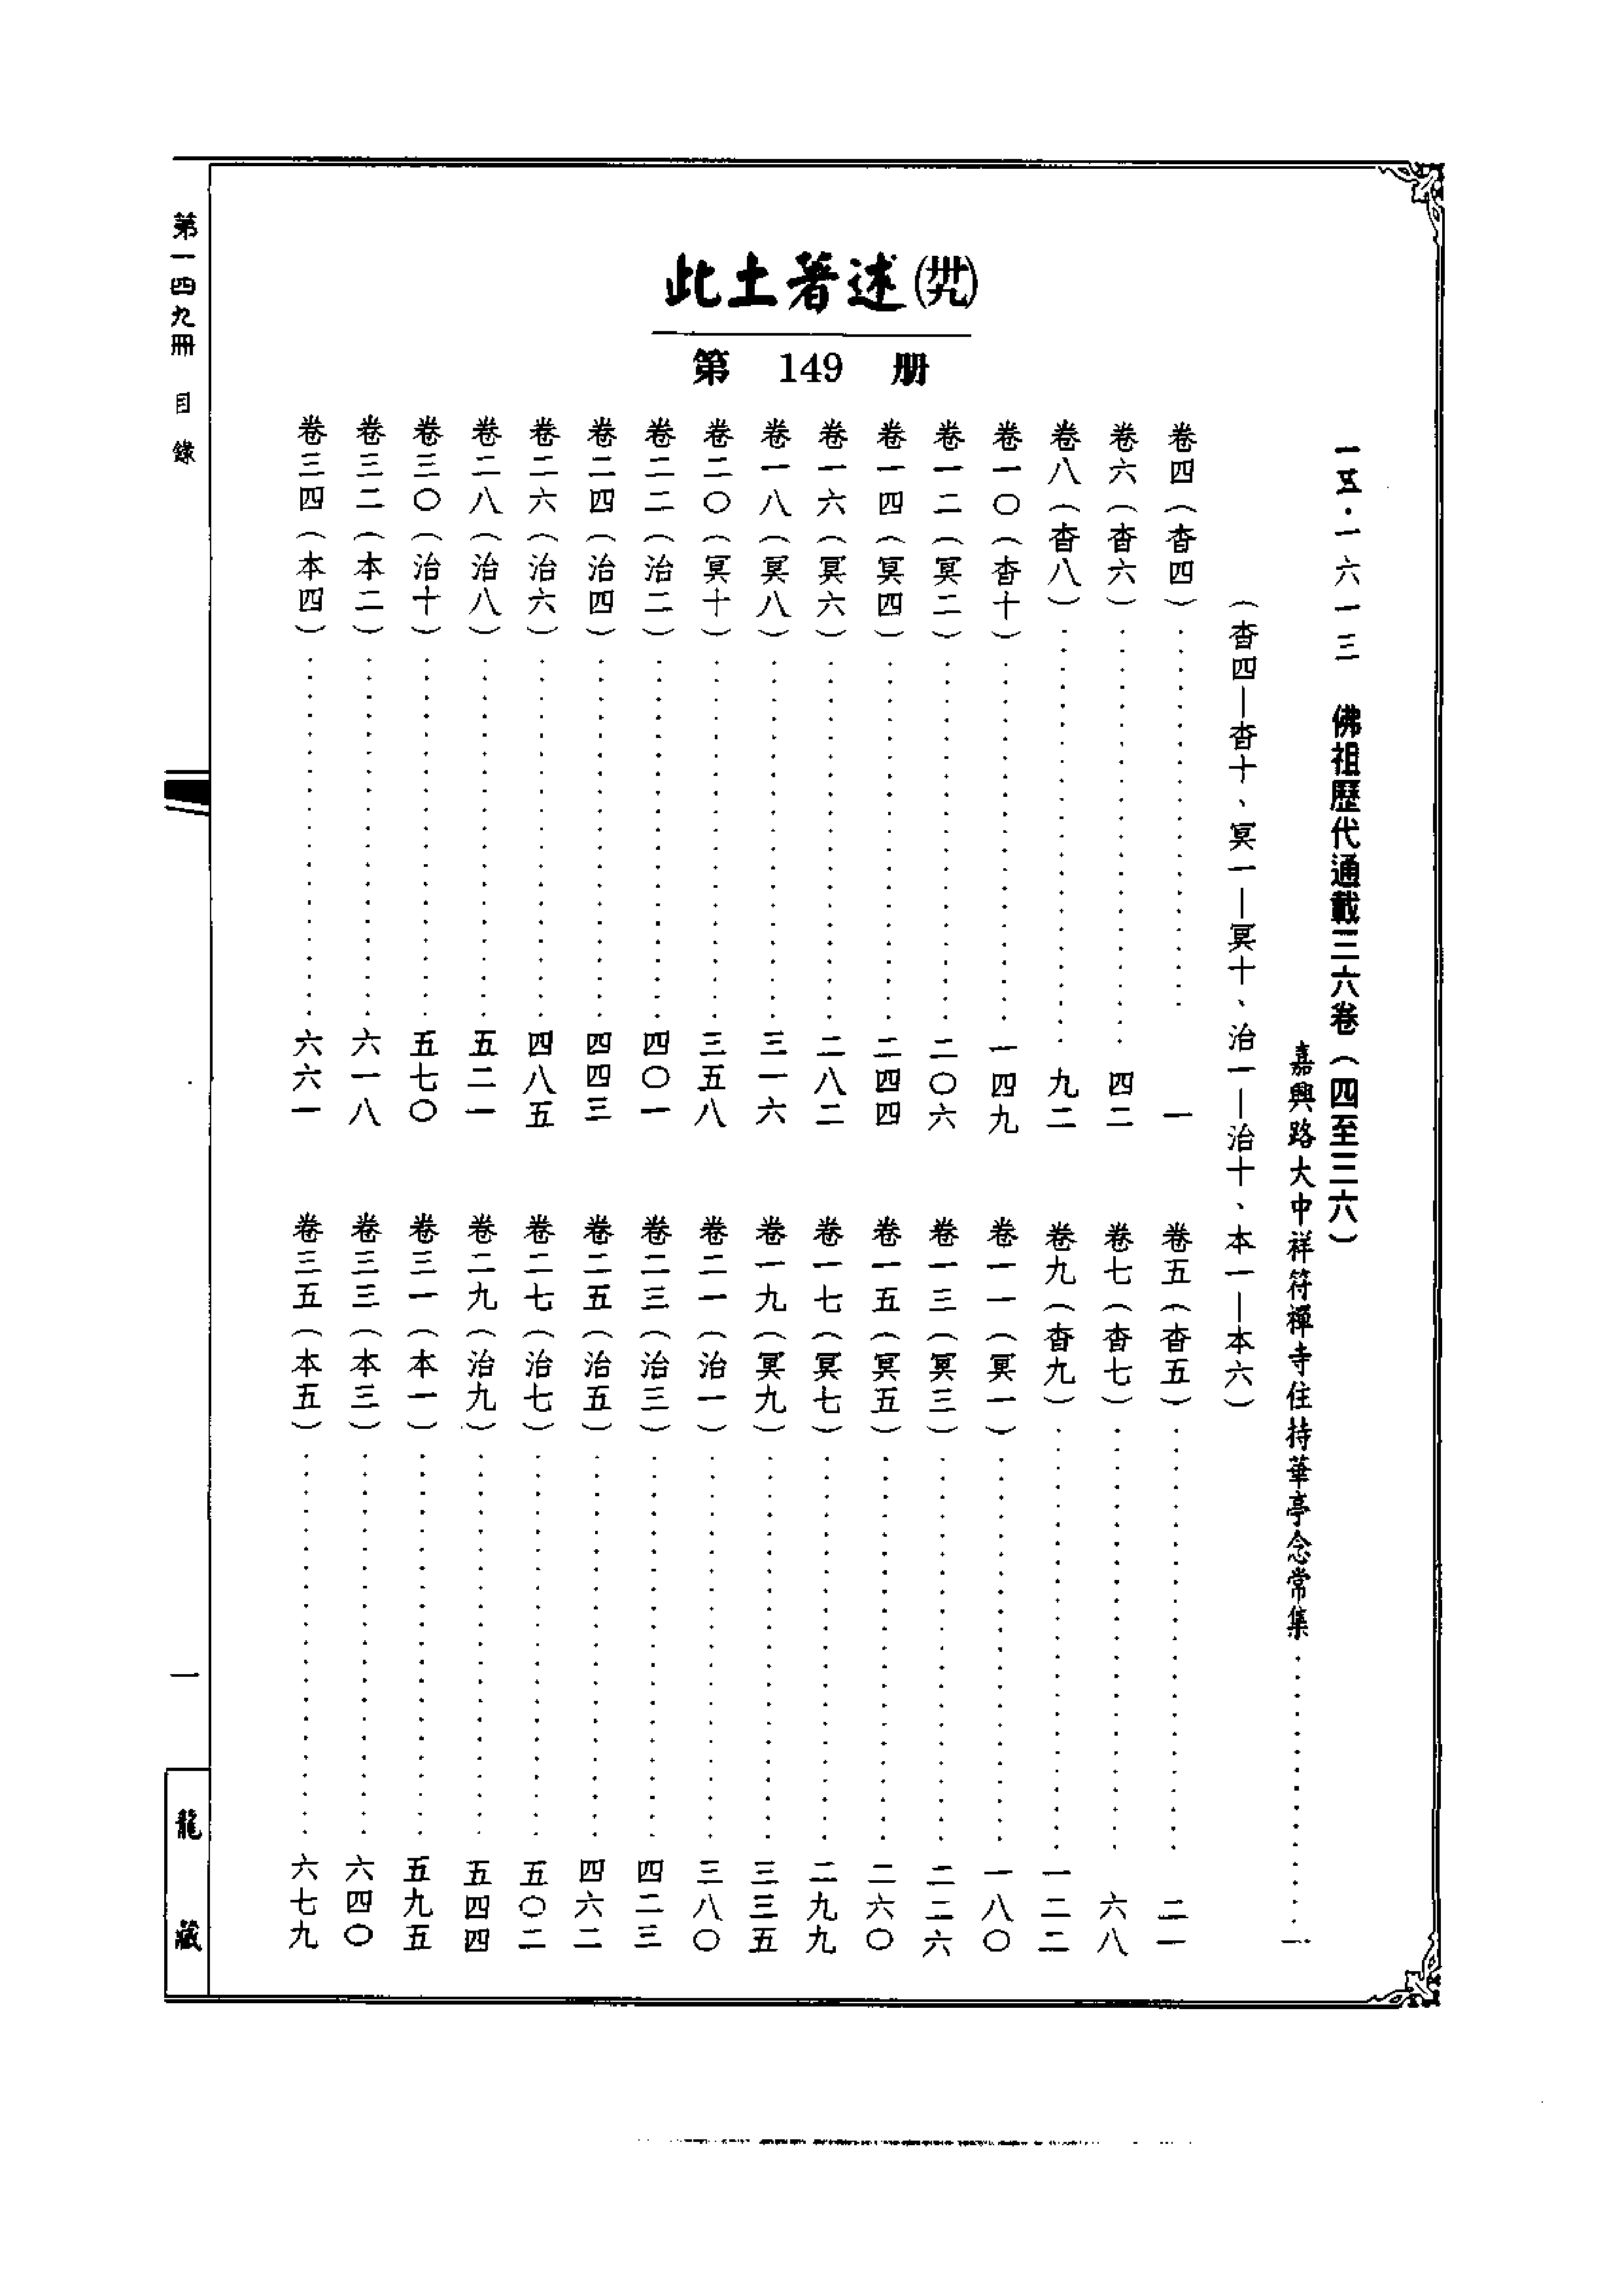 此土著述(卅九)
第 149 册
一五·一六一三 佛祖歷代通載三六卷(四至三六)
嘉興路大中祥符禪寺住持華亭念常集……一
(杳四—杳十、冥一—冥十、治一—治十、本一—本六)
卷四(杳四)……一 卷五(杳五)……二一
卷六(杳六)……四二 卷七(杳七)……六八
卷八(杳八)……九二 卷九(杳九)……一二二
卷一〇(杳十)……一四九 卷一一(冥一)……一八〇
卷一二(冥二)……二〇六 卷一三(冥三)……二二六
卷一四(冥四)……二四四 卷一五(冥五)……二六〇
卷一六(冥六)……二八二 卷一七(冥七)……二九九
卷一八(冥八)……三一六 卷一九(冥九)……三三五
卷二〇(冥十)……三五八 卷二一(治一)……三八〇
卷二二(治二)……四〇一 卷二三(治三)……四二三
卷二四(治四)……四四三 卷二五(治五)……四六二
卷二六(治六)……四八五 卷二七(治七)……五〇二
卷二八(治八)……五二一 卷二九(治九)……五四四
卷三〇(治十)……五七〇 卷三一(本一)……五九五
卷三二(本二)……六一八 卷三三(本三)……六四〇
卷三四(本四)……六六一 卷三五(本五)……六七九
第一四九冊 目錄
一
龍藏